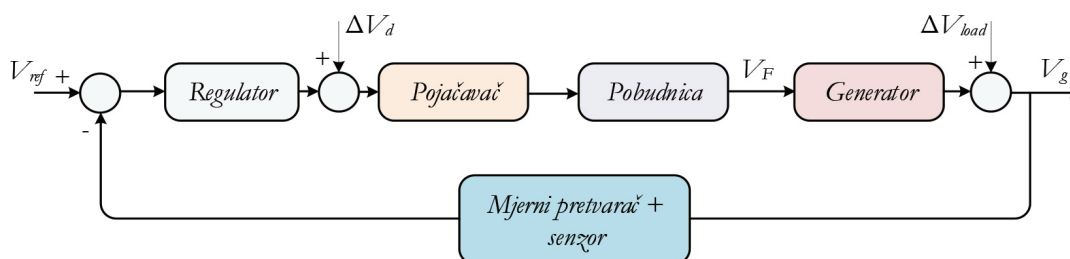 ΔV_d
ΔV_load
V_ref + + + V_F V_g
Regulator Pojačavač Pobudnica Generator
-
Mjerni pretvarač +
senzor